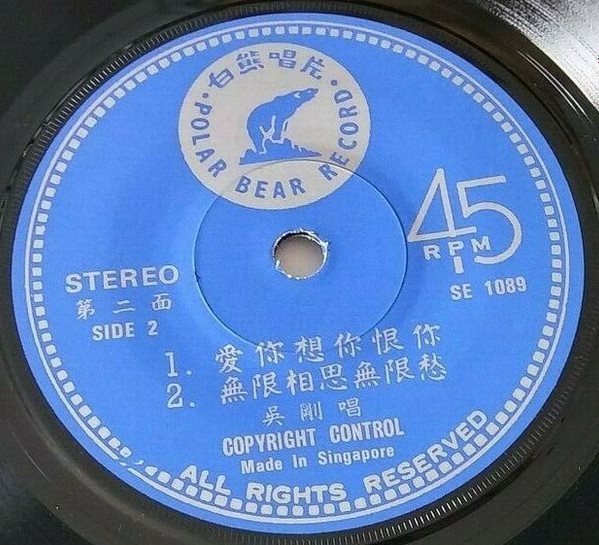 白熊唱片
POLAR BEAR RECORD
45
RPM
STEREO
SE 1089
第二面
SIDE 2
1. 愛你想你恨你
2. 無限相思無限愁
吳剛唱
COPYRIGHT CONTROL
Made In Singapore
ALL RIGHTS RESERVED